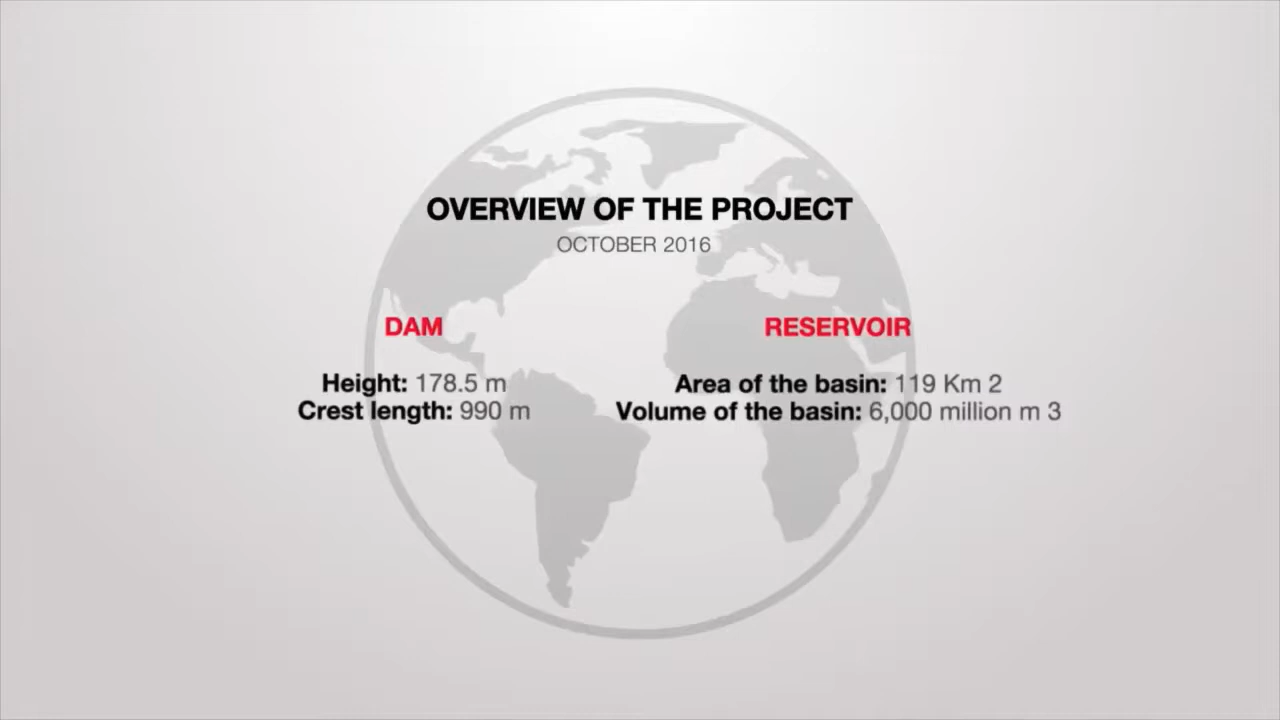 OVERVIEW OF THE PROJECT
OCTOBER 2016
DAM
Height: 178.5 m
Crest length: 990 m
RESERVOIR
Area of the basin: 119 Km 2
Volume of the basin: 6,000 million m 3